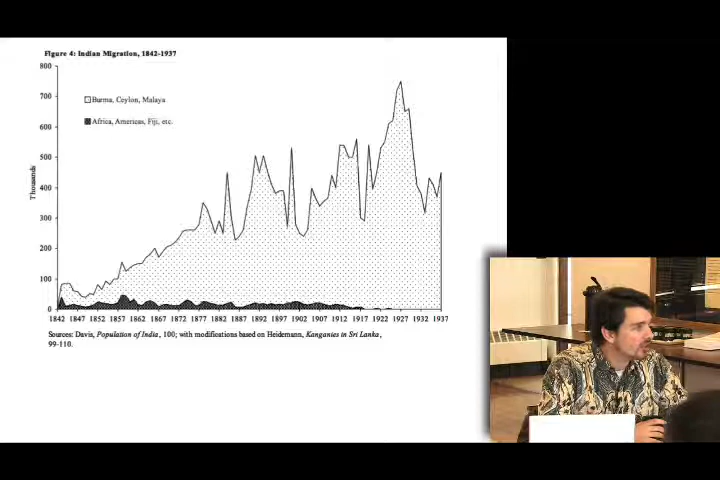 Figure 4: Indian Migration, 1842-1937
800
700
600
500
400
300
200
100
0
Thousands
Burma, Ceylon, Malaya
Africa, Americas, Fiji, etc.
1842 1847 1852 1857 1862 1867 1872 1877 1882 1887 1892 1897 1902 1907 1912 1917 1922 1927 1932 1937
Sources: Davis, Population of India, 100; with modifications based on Heidemann, Kanganies in Sri Lanka,
99-110.